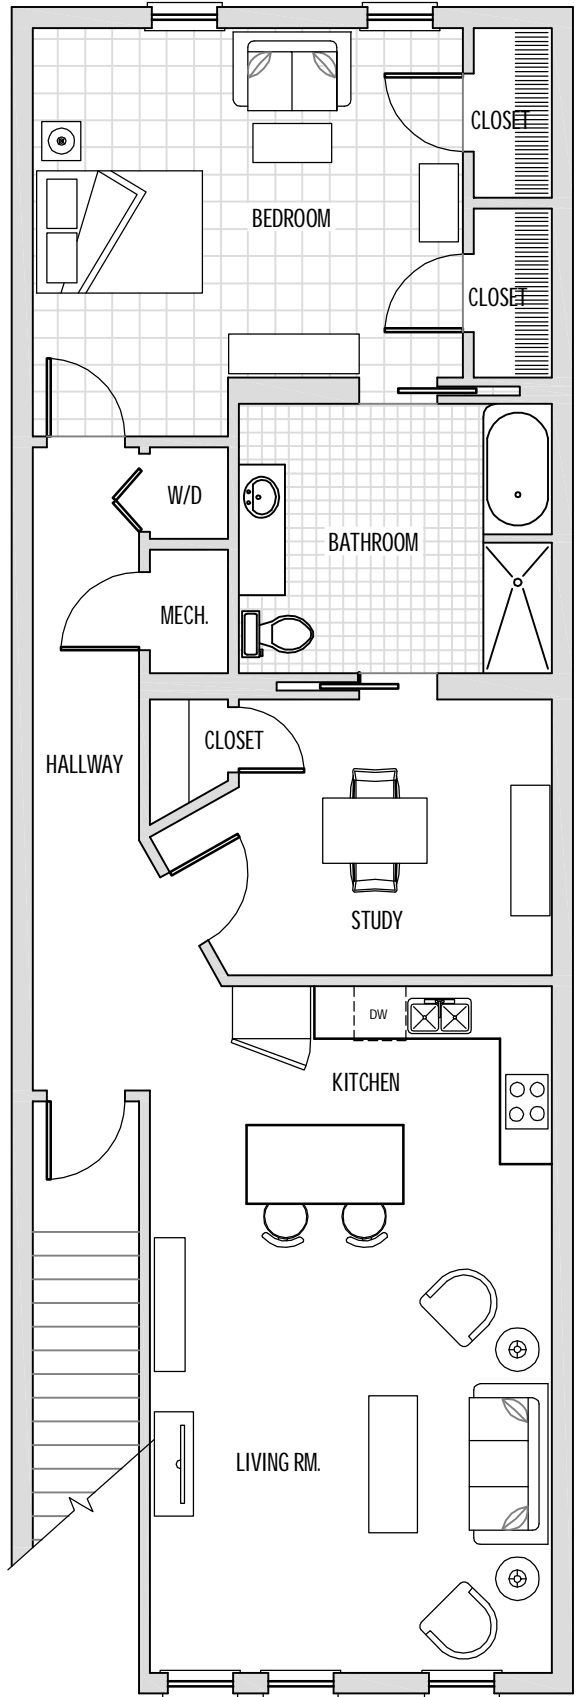 CLOSET
BEDROOM
CLOSET
W/D
BATHROOM
MECH.
CLOSET
HALLWAY
STUDY
DW
KITCHEN
LIVING RM.